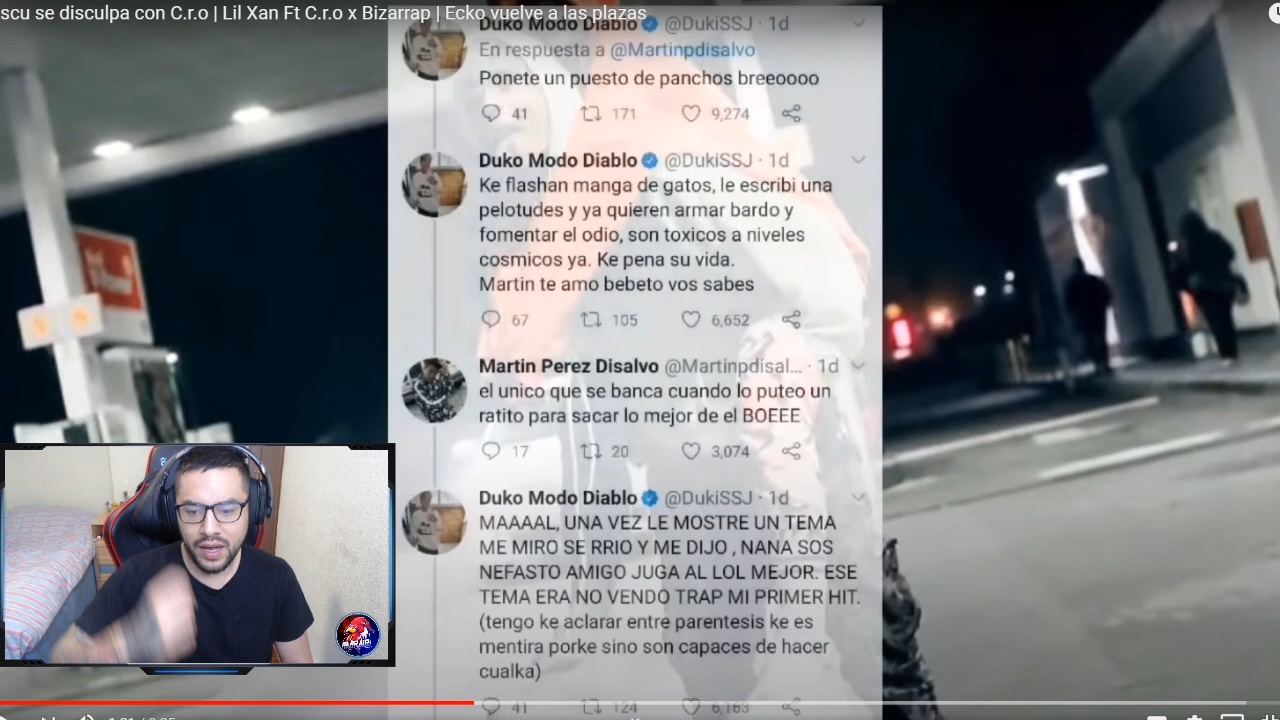 scu se disculpa con C.r.o | Lil Xan Ft C.r.o x Bizarrap | Ecko vuelve a las plazas
Duko Modo Diablo @DukiSSJ · 1d
En respuesta a @Martinpdisalvo
Ponete un puesto de panchos breeoooo
41 171 9,274
Duko Modo Diablo @DukiSSJ · 1d
Ke flashan manga de gatos, le escribi una
pelotudes y ya quieren armar bardo y
fomentar el odio, son toxicos a niveles
cosmicos ya. Ke pena su vida.
Martin te amo bebeto vos sabes
67 105 6,652
Martin Perez Disalvo @Martinpdisal... · 1d
el unico que se banca cuando lo puteo un
ratito para sacar lo mejor de el BOEEE
17 20 3,074
Duko Modo Diablo @DukiSSJ · 1d
MAAAAL, UNA VEZ LE MOSTRE UN TEMA
ME MIRO SE RRIO Y ME DIJO , NANA SOS
NEFASTO AMIGO JUGA AL LOL MEJOR. ESE
TEMA ERA NO VENDO TRAP MI PRIMER HIT.
(tengo ke aclarar entre parentesis ke es
mentira porke sino son capaces de hacer
cualka)
41 124 6,163